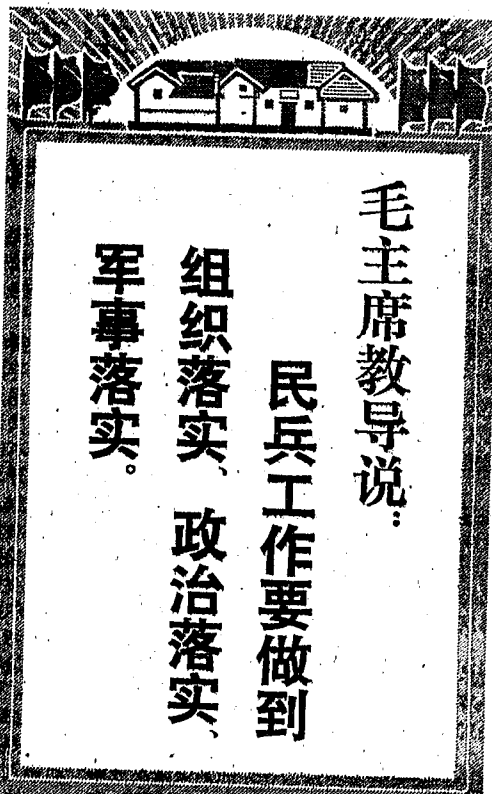 毛主席教导说：
民兵工作要做到
组织落实、政治落实、
军事落实。